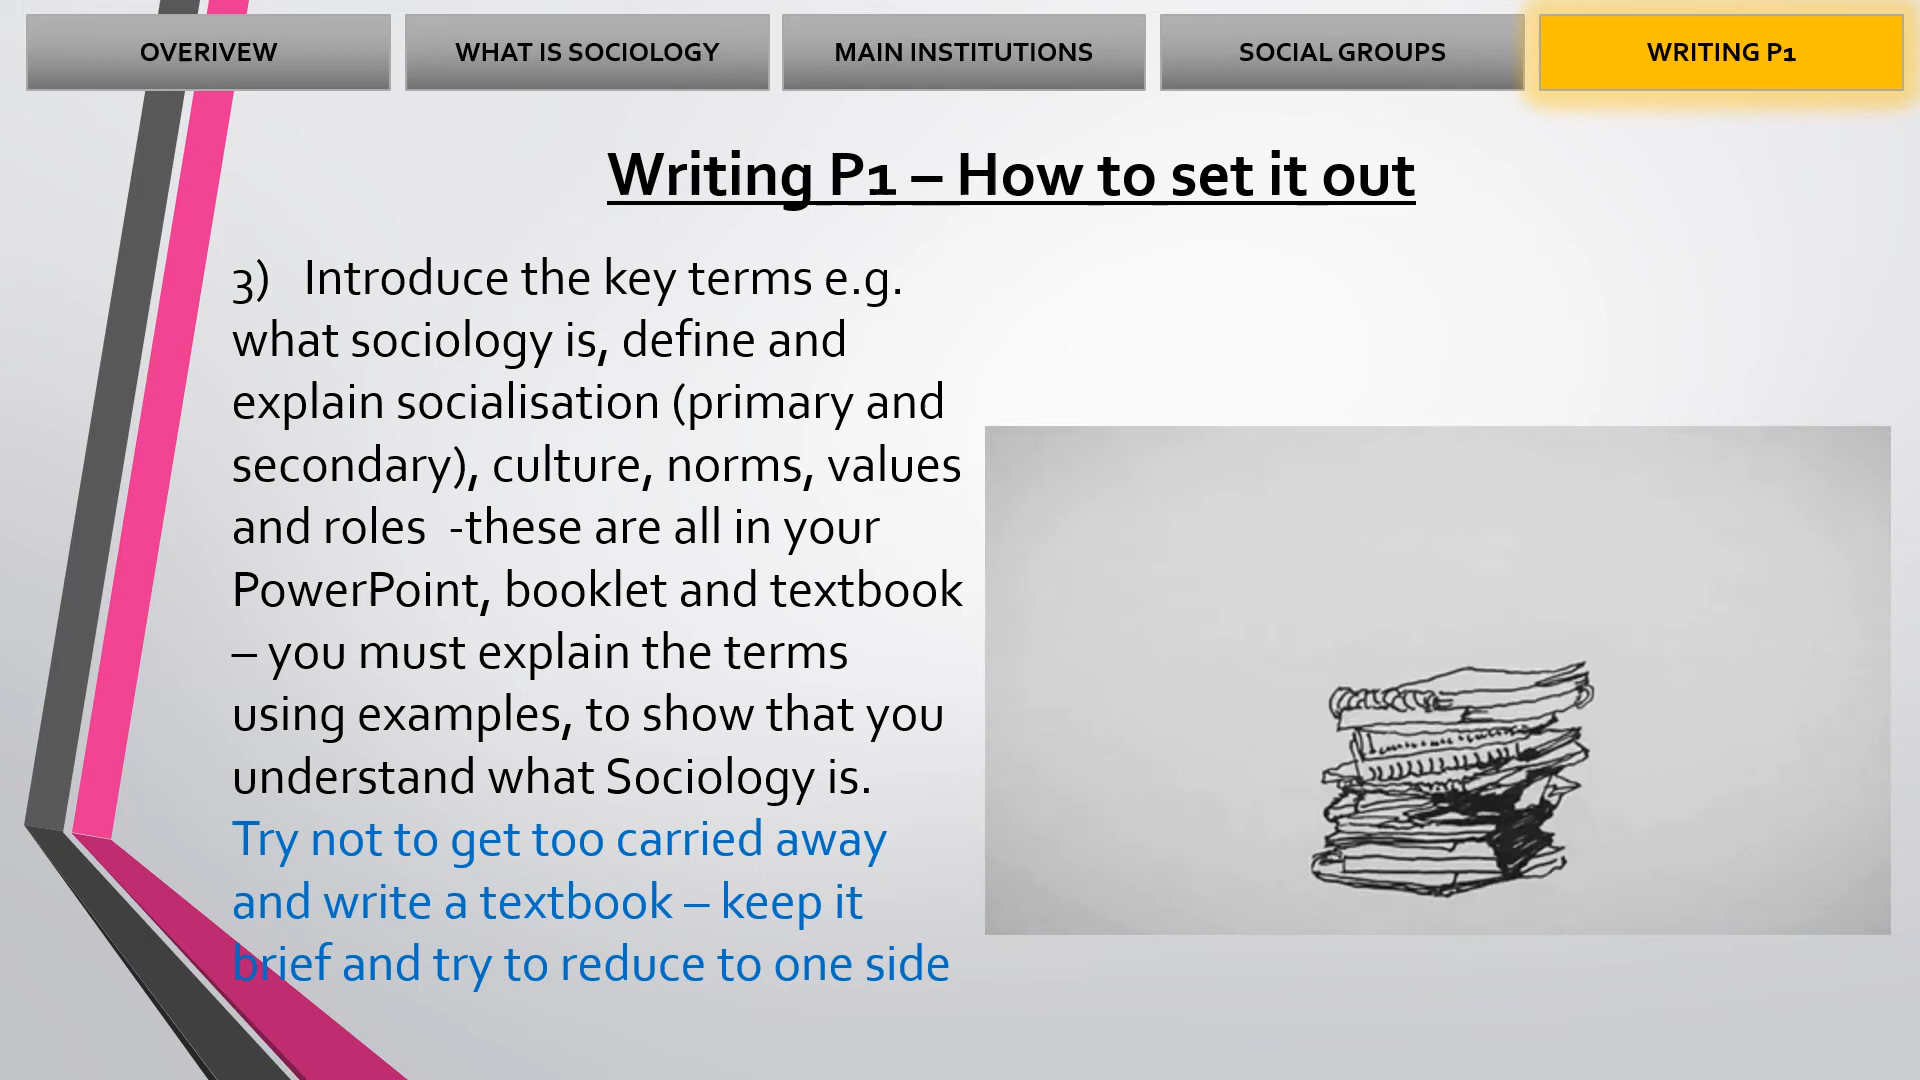 OVERIVEW
WHAT IS SOCIOLOGY
MAIN INSTITUTIONS
SOCIAL GROUPS
WRITING P1
Writing P1 – How to set it out
3) Introduce the key terms e.g.
what sociology is, define and
explain socialisation (primary and
secondary), culture, norms, values
and roles -these are all in your
PowerPoint, booklet and textbook
– you must explain the terms
using examples, to show that you
understand what Sociology is.
Try not to get too carried away
and write a textbook – keep it
brief and try to reduce to one side